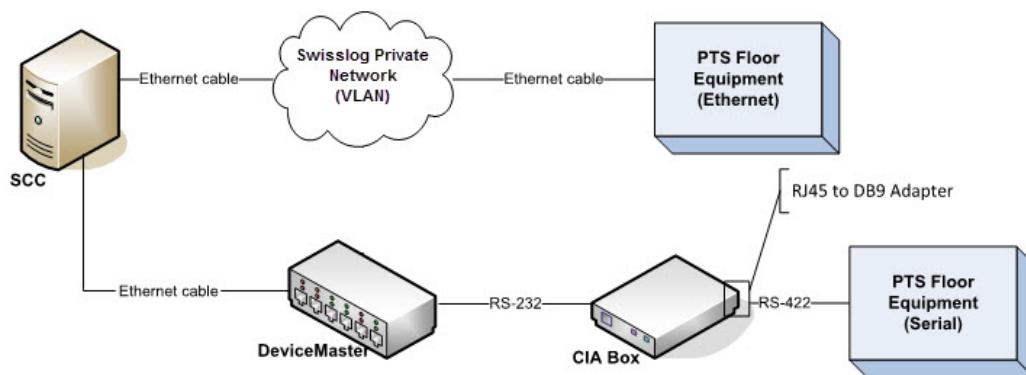 Swisslog Private
Network
(VLAN)
Ethernet cable
Ethernet cable
PTS Floor
Equipment
(Ethernet)
SCC
RJ45 to DB9 Adapter
Ethernet cable
DeviceMaster
RS-232
CIA Box
RS-422
PTS Floor
Equipment
(Serial)